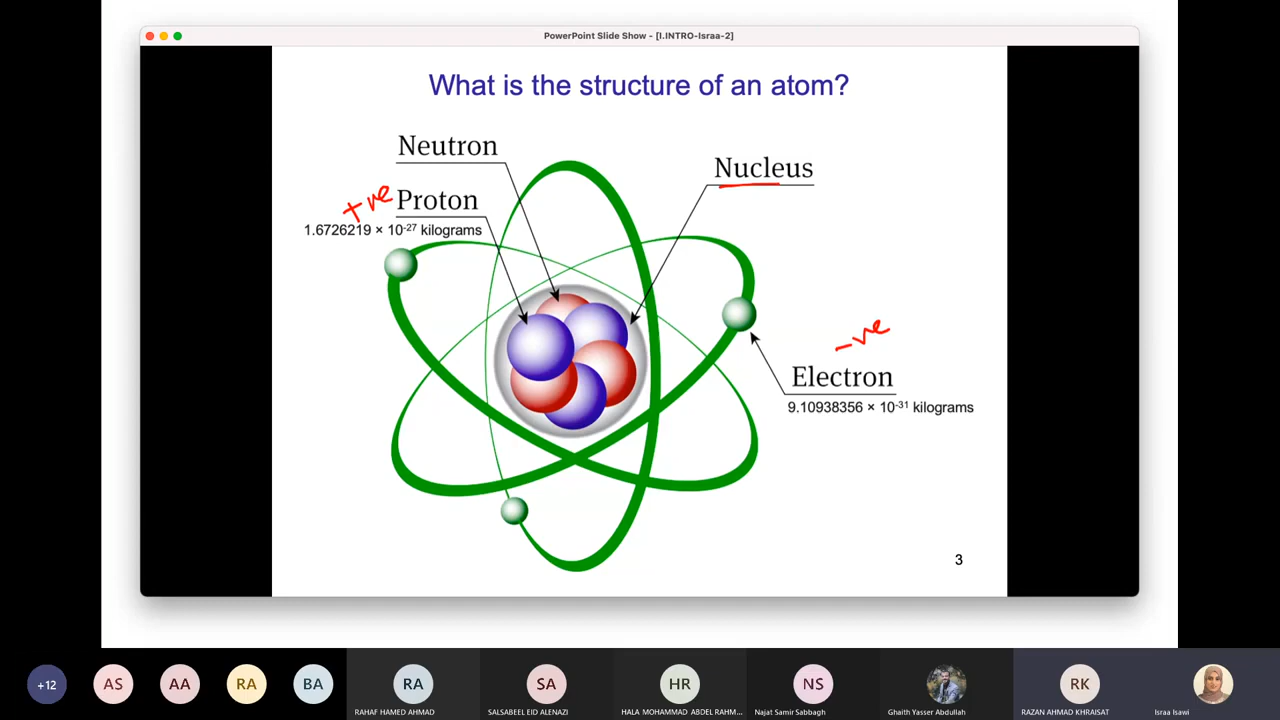 PowerPoint Slide Show - [I.INTRO-Israa-2]
What is the structure of an atom?
Neutron
Nucleus
+ve Proton
1.6726219 × 10-27 kilograms
-ve
Electron
9.10938356 × 10-31 kilograms
3
+12
AS
AA
RA
BA
RA
SA
HR
NS
RK
RAHAF HAMED AHMAD
SALSABEEL EID ALENAZI
HALA MOHAMMAD ABDEL RAHM...
Najat Samir Sabbagh
Ghaith Yasser Abdullah
RAZAN AHMAD KHRAISAT
Israa Isawi